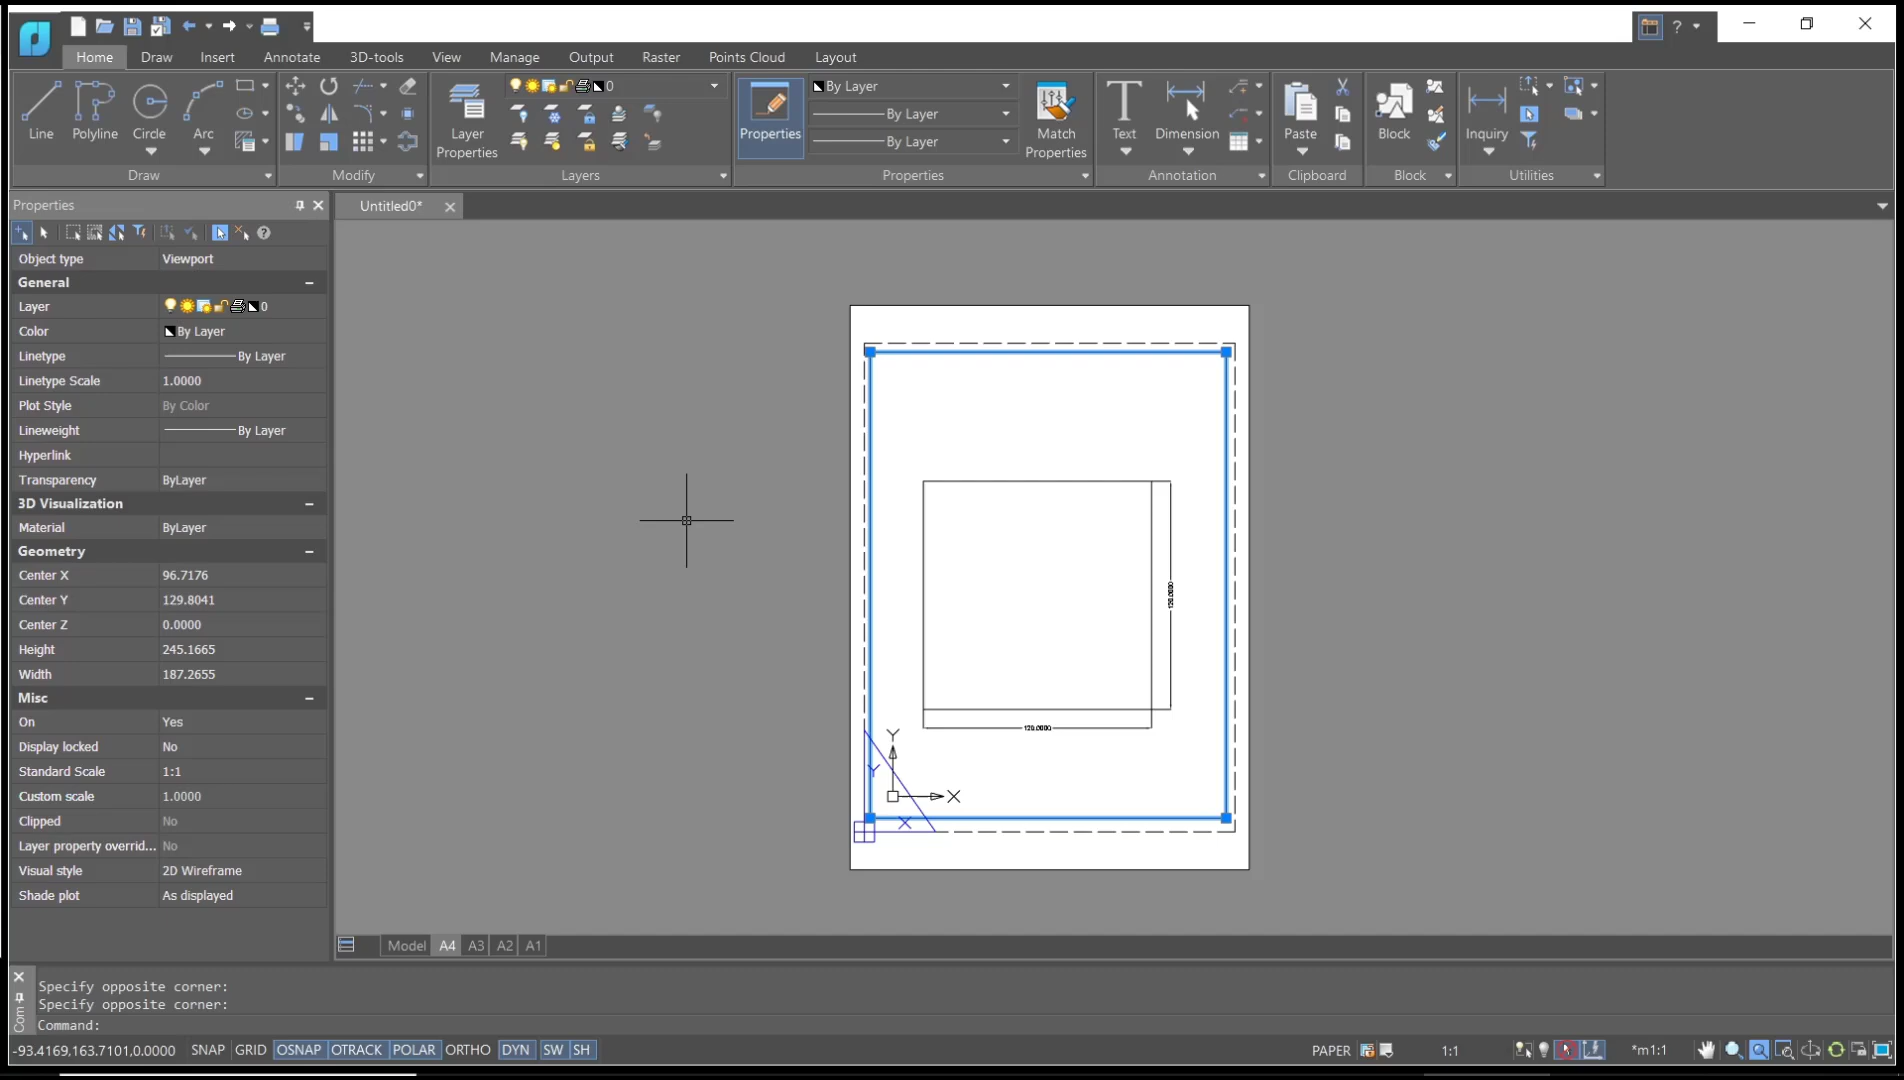 ?
Home Draw Insert Annotate 3D-tools View Manage Output Raster Points Cloud Layout
Line Polyline Circle Arc
Draw
Modify
Layer Properties
0
Layers
Properties
By Layer
By Layer
By Layer
Match Properties
Properties
Text Dimension
Annotation
Paste
Clipboard
Block
Block
Inquiry
Utilities
Properties
Untitled0*
Object type Viewport
General
Layer 0
Color By Layer
Linetype By Layer
Linetype Scale 1.0000
Plot Style By Color
Lineweight By Layer
Hyperlink
Transparency ByLayer
3D Visualization
Material ByLayer
Geometry
Center X 96.7176
Center Y 129.8041
Center Z 0.0000
Height 245.1665
Width 187.2655
Misc
On Yes
Display locked No
Standard Scale 1:1
Custom scale 1.0000
Clipped No
Layer property overrid... No
Visual style 2D Wireframe
Shade plot As displayed
120.0000
120.0000
Y
Y
X
X
Model A4 A3 A2 A1
Com
Specify opposite corner:
Specify opposite corner:
Command:
-93.4169,163.7101,0.0000 SNAP GRID OSNAP OTRACK POLAR ORTHO DYN SW SH PAPER 1:1 *m1:1